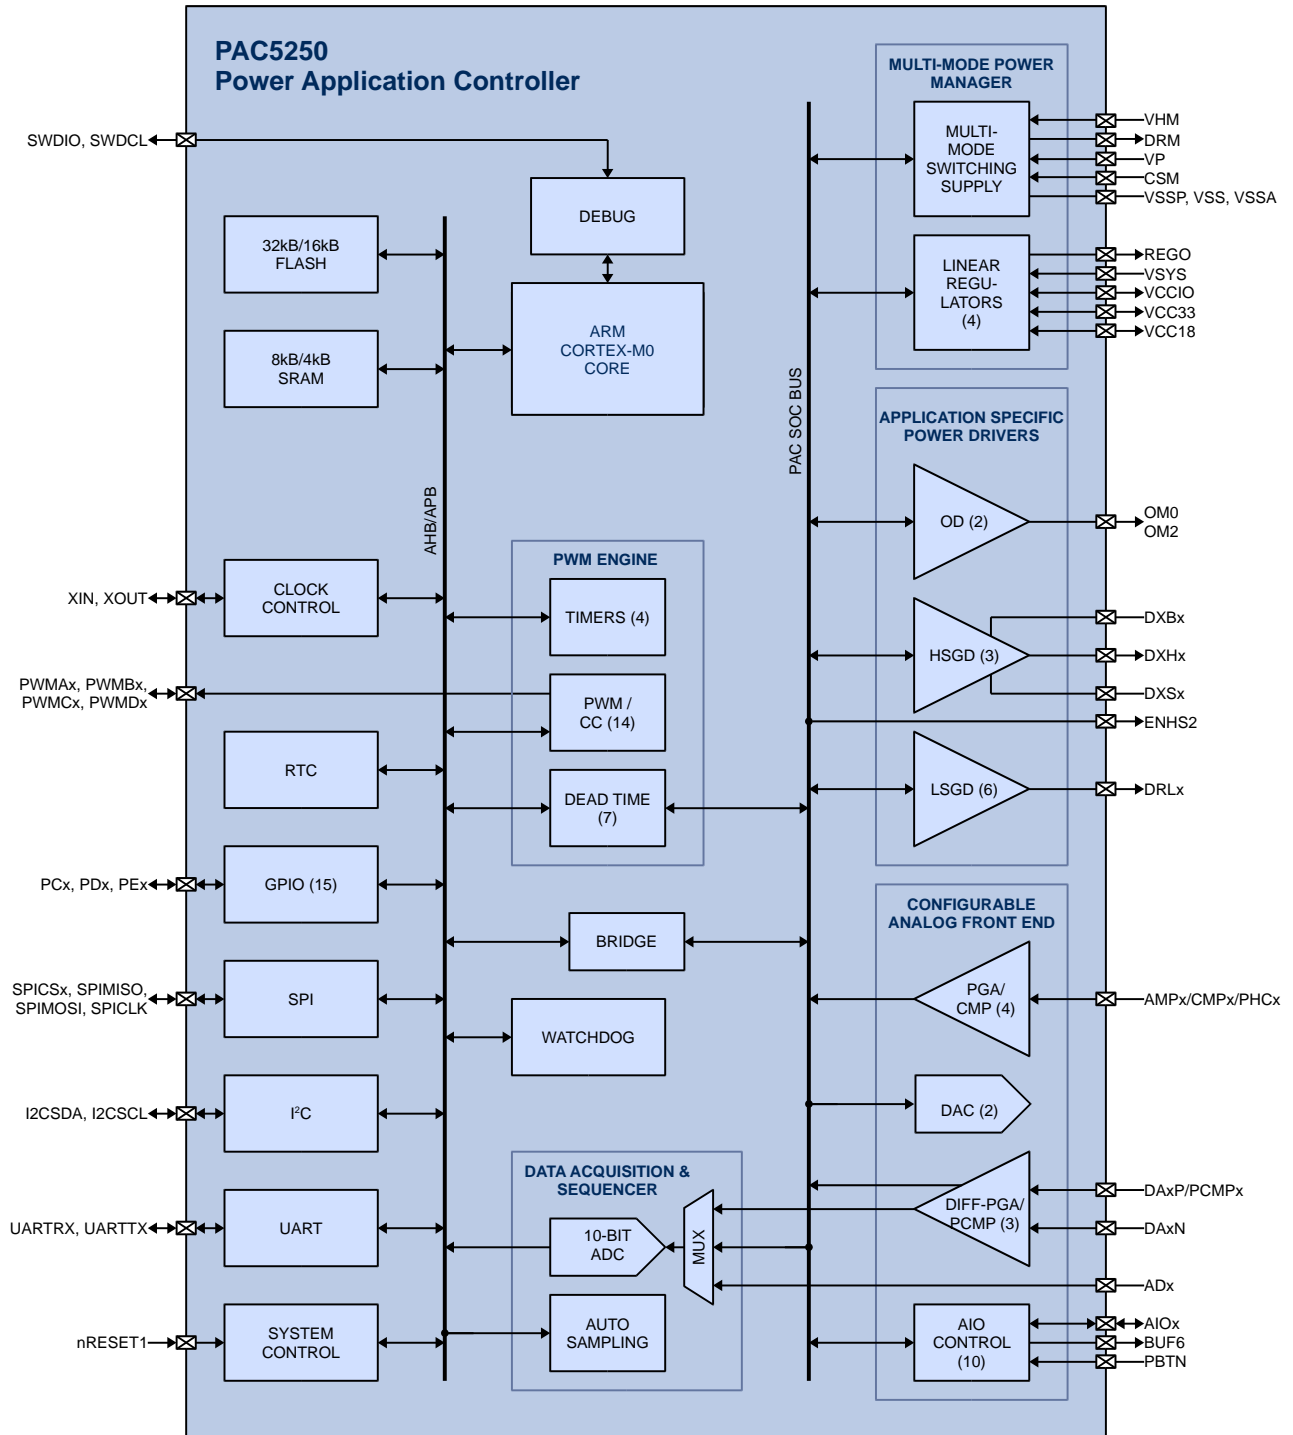 PAC5250
Power Application Controller
SWDIO, SWDCL
DEBUG
32kB/16kB
FLASH
8kB/4kB
SRAM
ARM
CORTEX-M0
CORE
AHB/APB
PAC SOC BUS
XIN, XOUT
CLOCK
CONTROL
PWM ENGINE
TIMERS (4)
PWMAx, PWMBx,
PWMCx, PWMDx
PWM /
CC (14)
RTC
DEAD TIME
(7)
PCx, PDx, PEx
GPIO (15)
BRIDGE
SPICSx, SPIMISO,
SPIMOSI, SPICLK
SPI
WATCHDOG
I2CSDA, I2CSCL
I²C
DATA ACQUISITION &
SEQUENCER
UARTRX, UARTTX
UART
10-BIT
ADC
MUX
nRESET1
SYSTEM
CONTROL
AUTO
SAMPLING
MULTI-MODE POWER
MANAGER
MULTI-
MODE
SWITCHING
SUPPLY
VHM
DRM
VP
CSM
VSSP, VSS, VSSA
LINEAR
REGU-
LATORS
(4)
REGO
VSYS
VCCIO
VCC33
VCC18
APPLICATION SPECIFIC
POWER DRIVERS
OD (2)
OM0
OM2
HSGD (3)
DXBx
DXHx
DXSx
ENHS2
LSGD (6)
DRLx
CONFIGURABLE
ANALOG FRONT END
PGA/
CMP (4)
AMPx/CMPx/PHCx
DAC (2)
DIFF-PGA/
PCMP (3)
DAxP/PCMPx
DAxN
ADx
AIO
CONTROL
(10)
AIOx
BUF6
PBTN